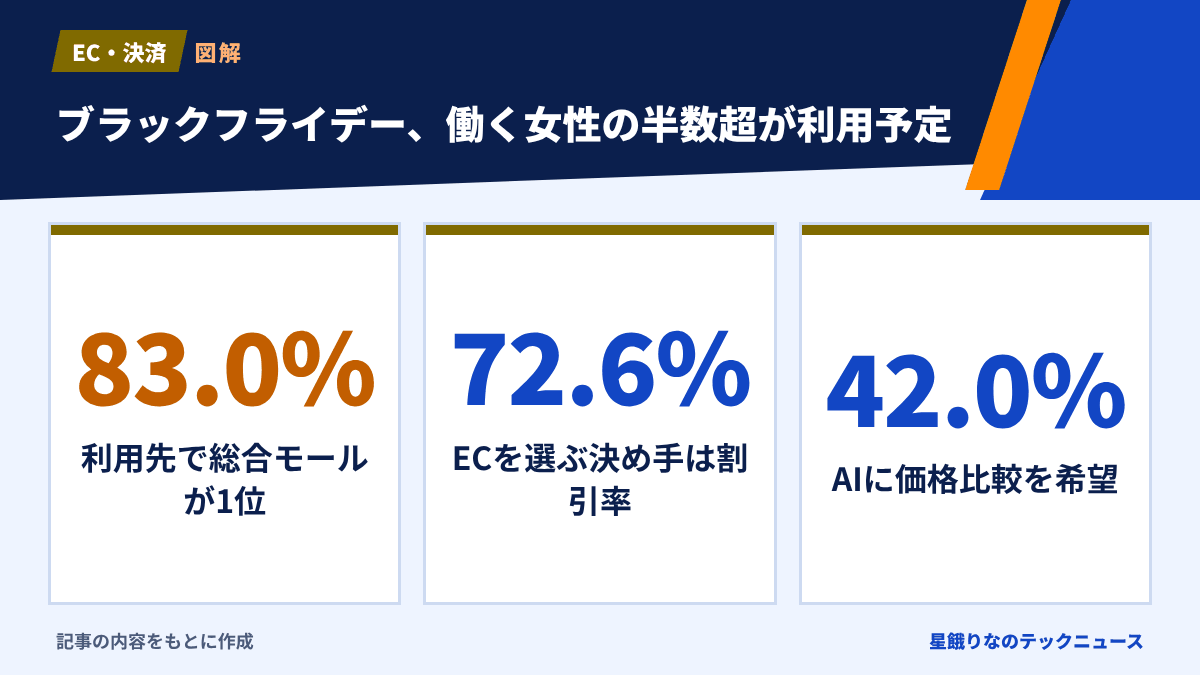 EC・決済 図解
ブラックフライデー、働く女性の半数超が利用予定
83.0%
利用先で総合モール
が1位
72.6%
ECを選ぶ決め手は割
引率
42.0%
AIに価格比較を希望
記事の内容をもとに作成
星餓りなのテックニュース